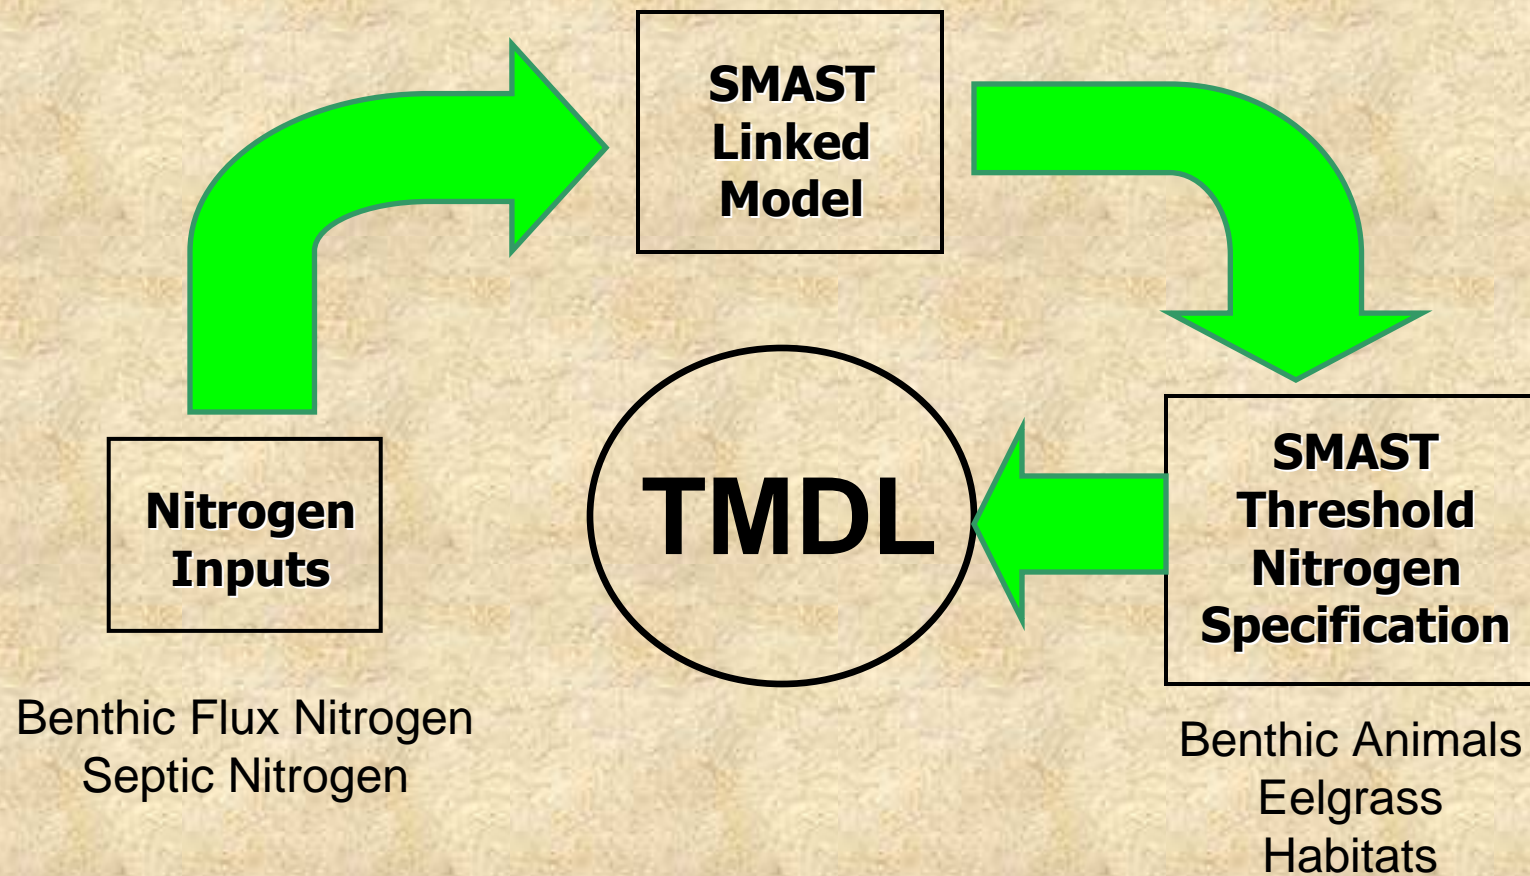 SMAST
Linked
Model
Nitrogen
Inputs
TMDL
SMAST
Threshold
Nitrogen
Specification
Benthic Flux Nitrogen
Septic Nitrogen
Benthic Animals
Eelgrass
Habitats